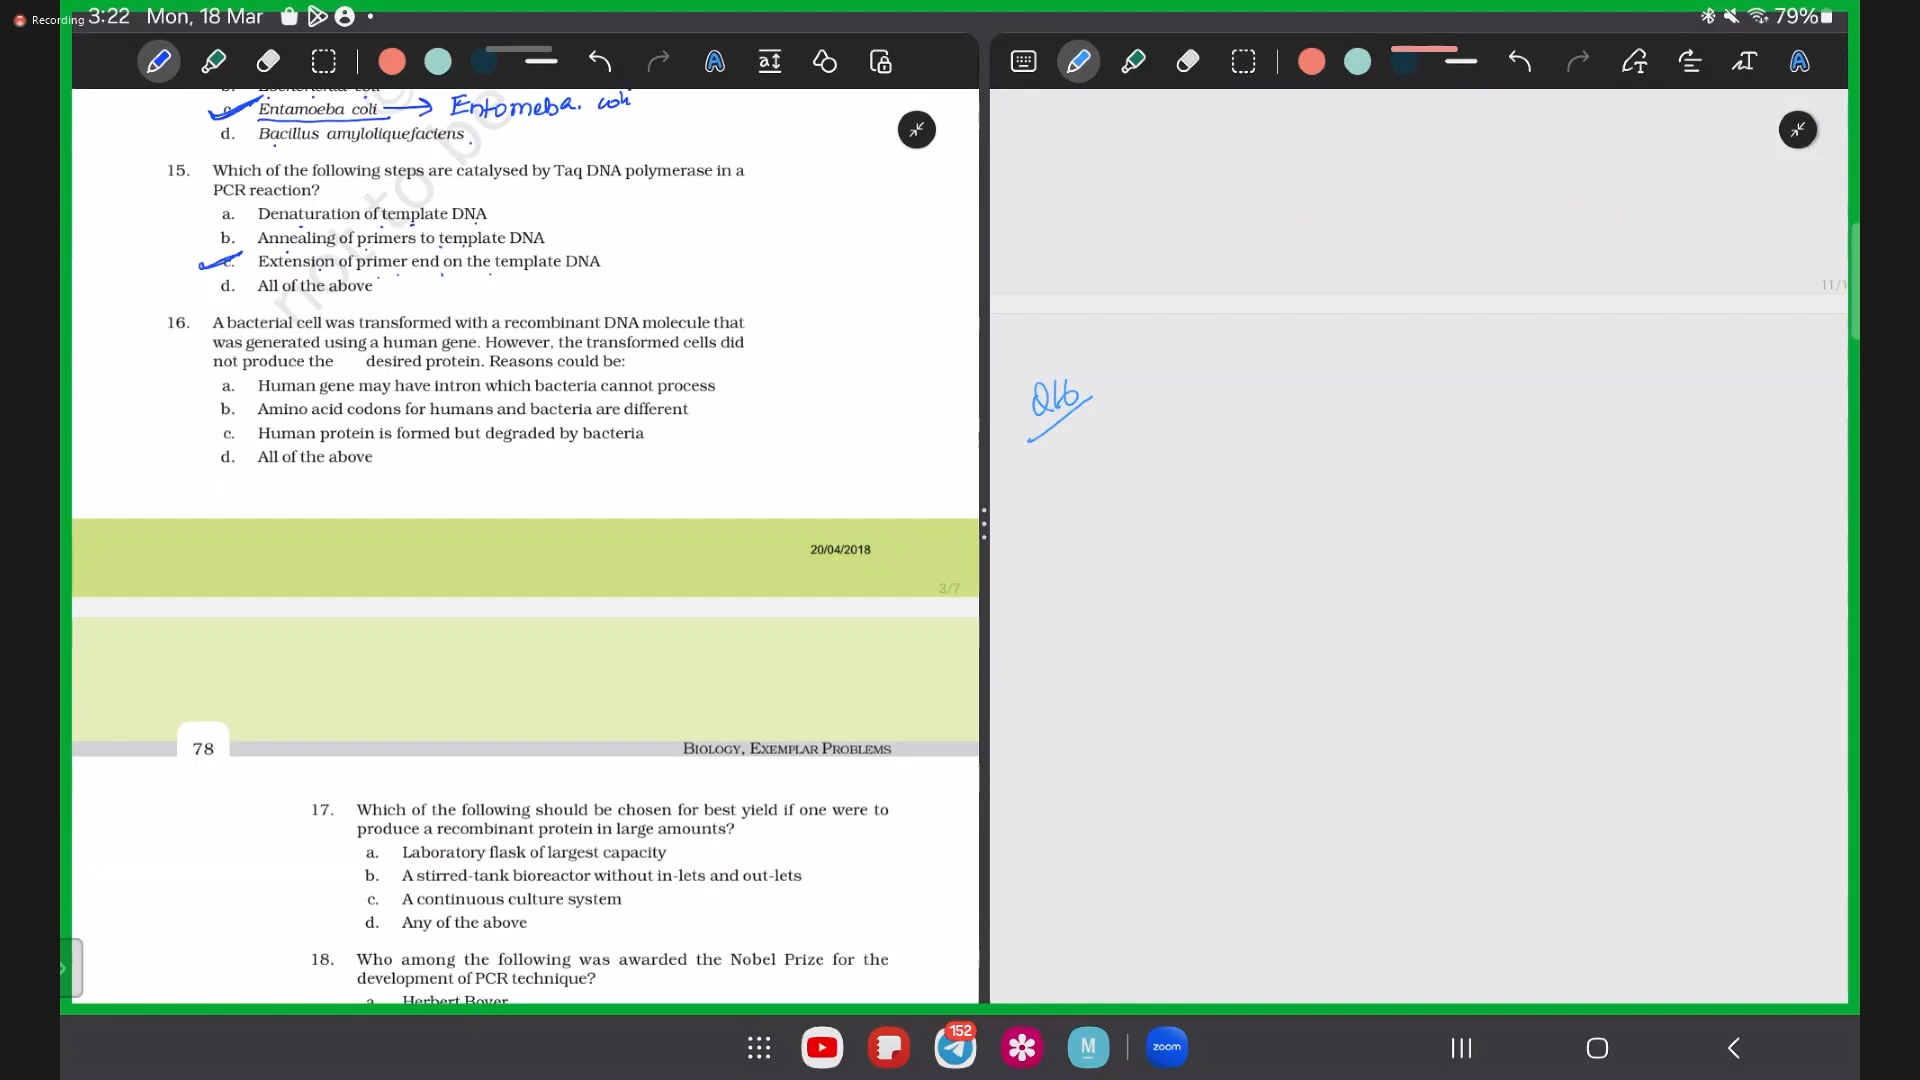 Recording 3:22 Mon, 18 Mar 79%
c. Entamoeba coli → Entomeba. coli
d. Bacillus amyloliquefaciens
15. Which of the following steps are catalysed by Taq DNA polymerase in a
PCR reaction?
a. Denaturation of template DNA
b. Annealing of primers to template DNA
c. Extension of primer end on the template DNA
d. All of the above
not to be
16. A bacterial cell was transformed with a recombinant DNA molecule that
was generated using a human gene. However, the transformed cells did
not produce the desired protein. Reasons could be:
a. Human gene may have intron which bacteria cannot process
b. Amino acid codons for humans and bacteria are different
c. Human protein is formed but degraded by bacteria
d. All of the above
20/04/2018
3/7
78 BIOLOGY, EXEMPLAR PROBLEMS
17. Which of the following should be chosen for best yield if one were to
produce a recombinant protein in large amounts?
a. Laboratory flask of largest capacity
b. A stirred-tank bioreactor without in-lets and out-lets
c. A continuous culture system
d. Any of the above
18. Who among the following was awarded the Nobel Prize for the
development of PCR technique?
a. Herbert Boyer
11/1
Q16
152
M
zoom